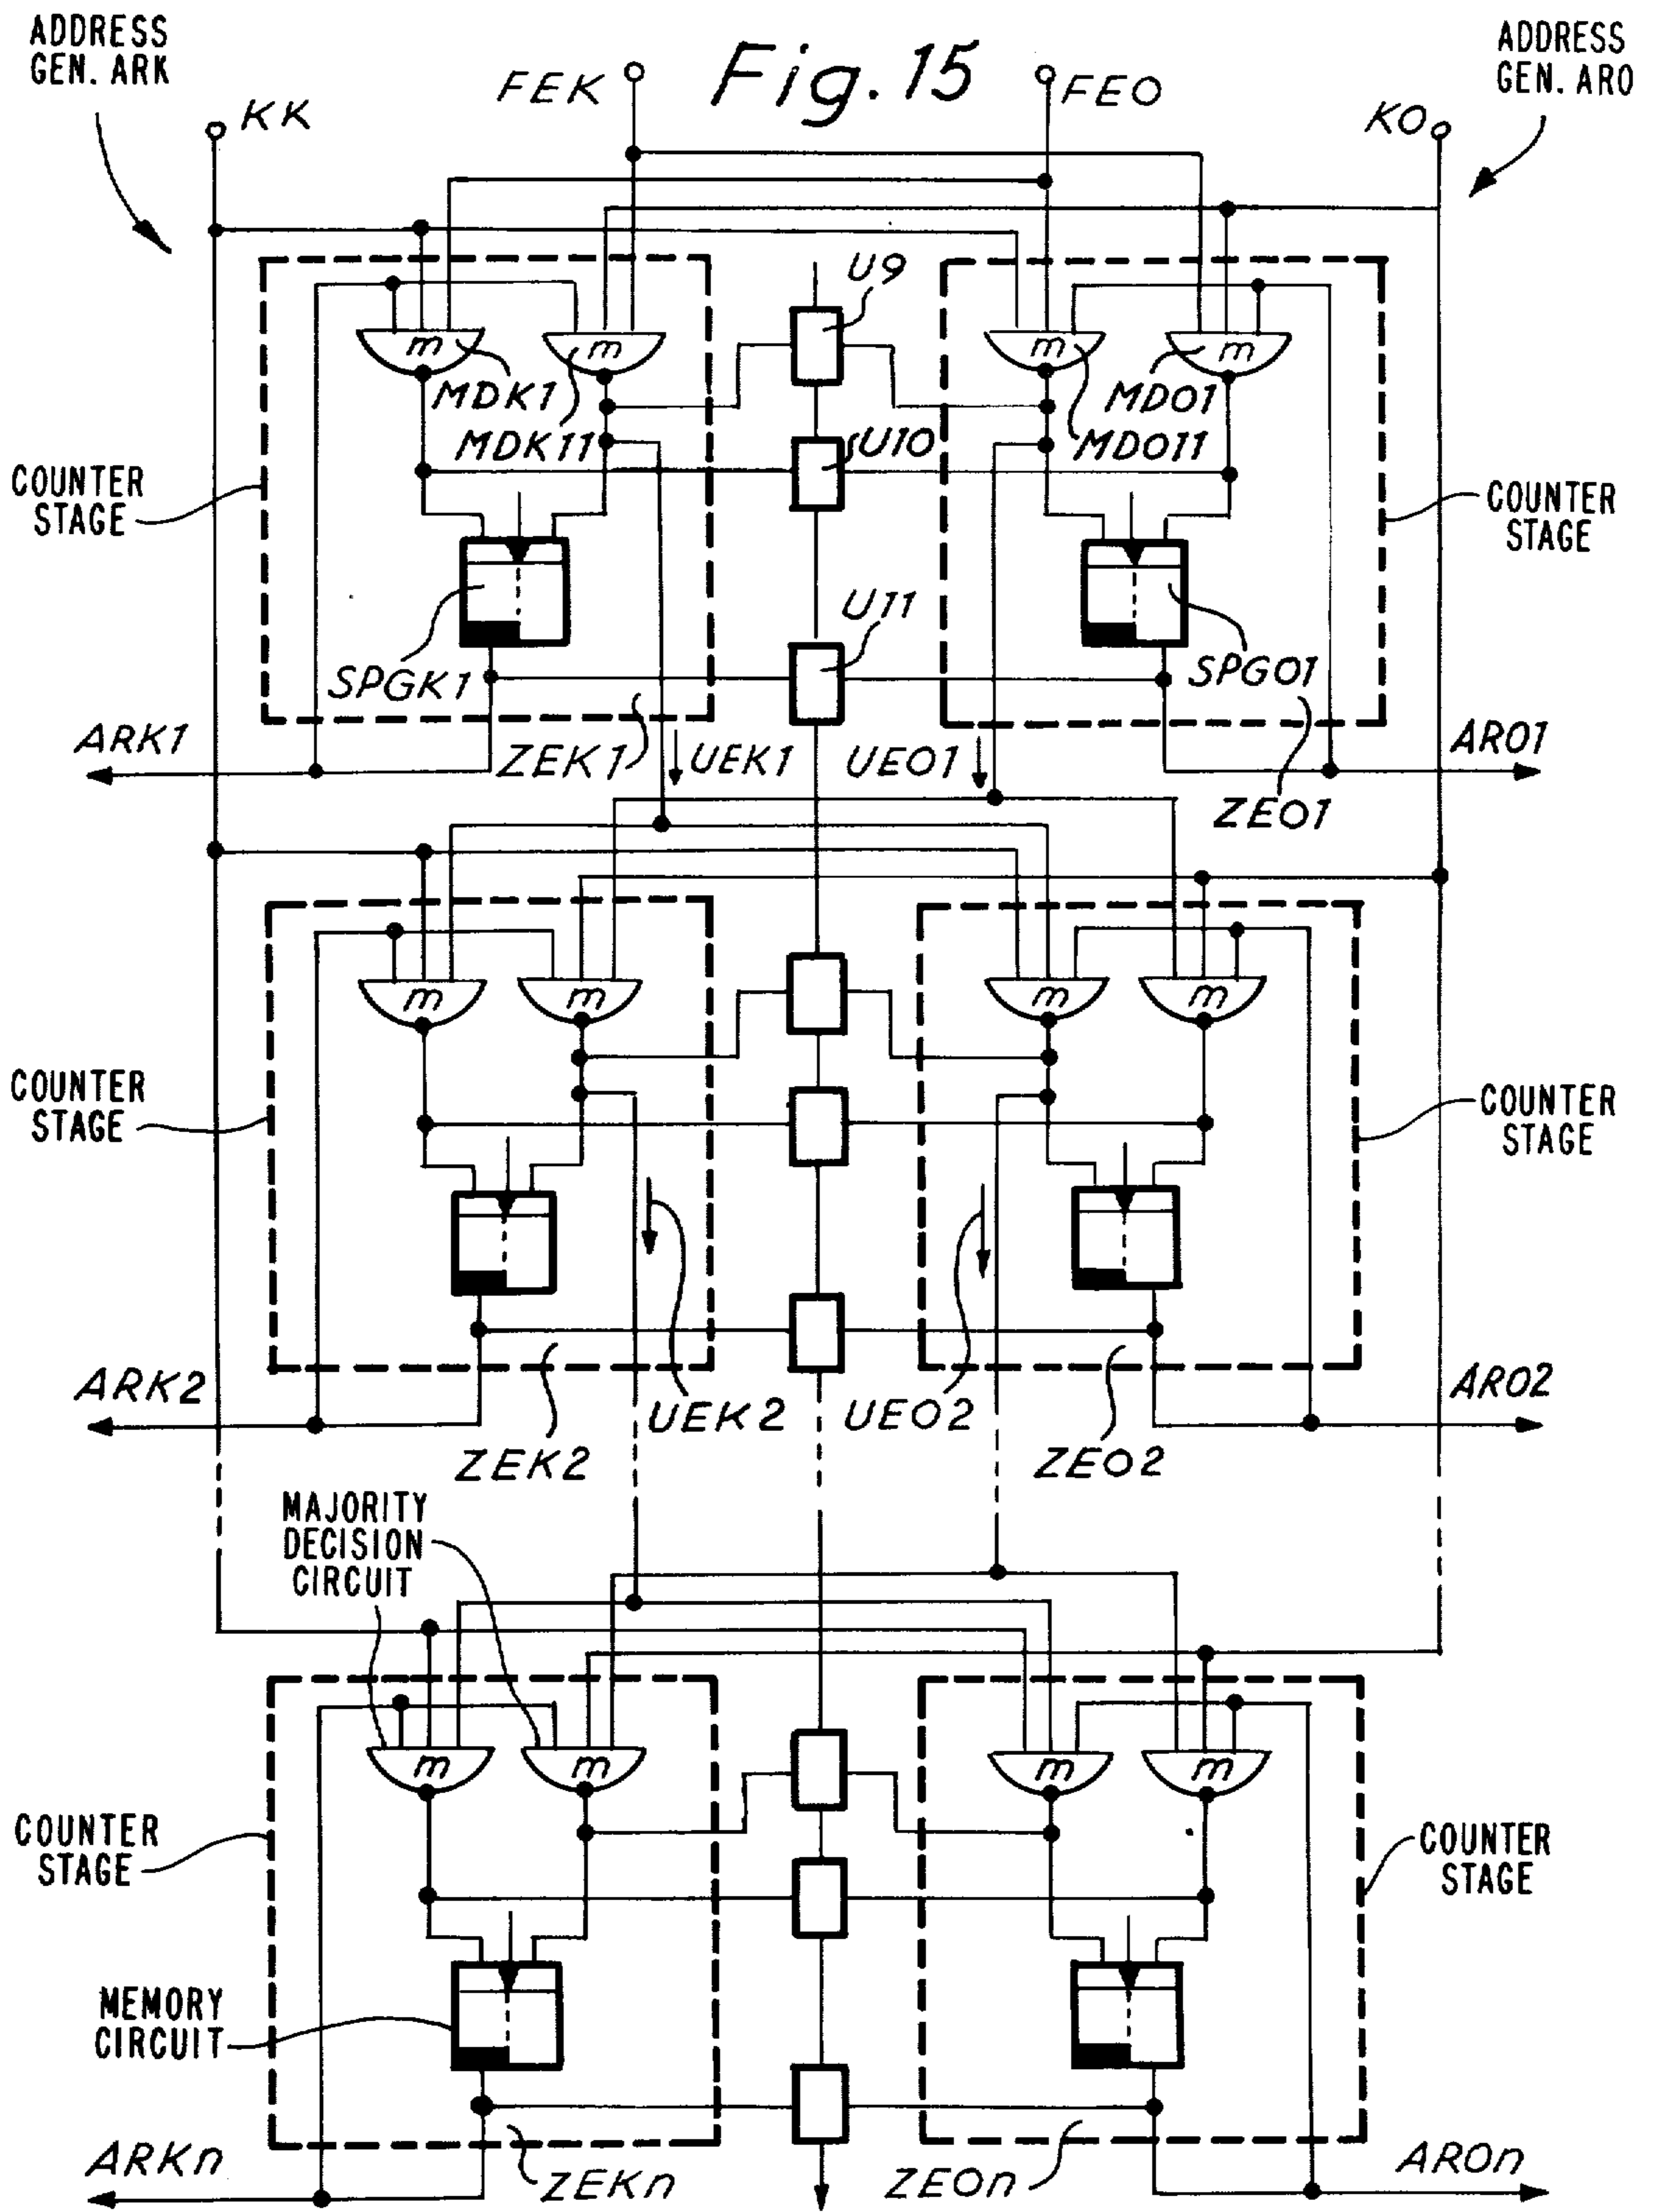 ADDRESS
GEN. ARK
FEK
Fig. 15
FEO
ADDRESS
GEN. ARO
KK
KO
U9
m
m
m
m
MDK1
MDO1
MDK11
U10
MDO11
COUNTER
STAGE
COUNTER
STAGE
U11
SPGK1
SPGO1
ARK1
ZEK1
UEK1
UEO1
ARO1
ZEO1
m
m
m
m
COUNTER
STAGE
COUNTER
STAGE
ARK2
UEK2
UEO2
ARO2
ZEK2
ZEO2
MAJORITY
DECISION
CIRCUIT
m
m
m
m
COUNTER
STAGE
COUNTER
STAGE
MEMORY
CIRCUIT
ARKn
ZEKn
ZEOn
AROn